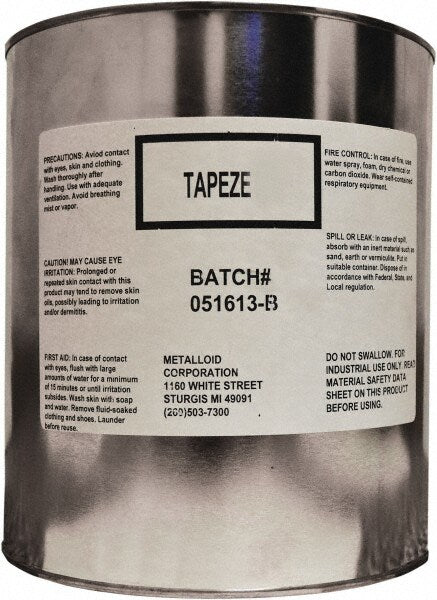 PRECAUTIONS: Aviod contact
with eyes, skin and clothing.
Wash thoroughly after
handling. Use with adequate
ventilation. Avoid breathing
mist or vapor.
TAPEZE
FIRE CONTROL: In case of fire, use
water spray, foam, dry chemical or
carbon dioxide. Wear self-contained
respiratory equipment.
CAUTION! MAY CAUSE EYE
IRRITATION: Prolonged or
repeated skin contact with this
product may tend to remove skin
oils, possibly leading to irritation
and/or dermititis.
BATCH#
051613-B
SPILL OR LEAK: In case of spill,
absorb with an inert material such as
sand, earth or vermiculite. Put in
suitable container. Dispose of in
accordance with Federal, State, and
Local regulation.
FIRST AID: In case of contact
with eyes, flush with large
amounts of water for a minimum
of 15 minutes or until irritation
subsides. Wash skin with soap
and water. Remove fluid-soaked
clothing and shoes. Launder
before reuse.
METALLOID
CORPORATION
1160 WHITE STREET
STURGIS MI 49091
(269)503-7300
DO NOT SWALLOW. FOR
INDUSTRIAL USE ONLY. READ
MATERIAL SAFETY DATA
SHEET ON THIS PRODUCT
BEFORE USING.